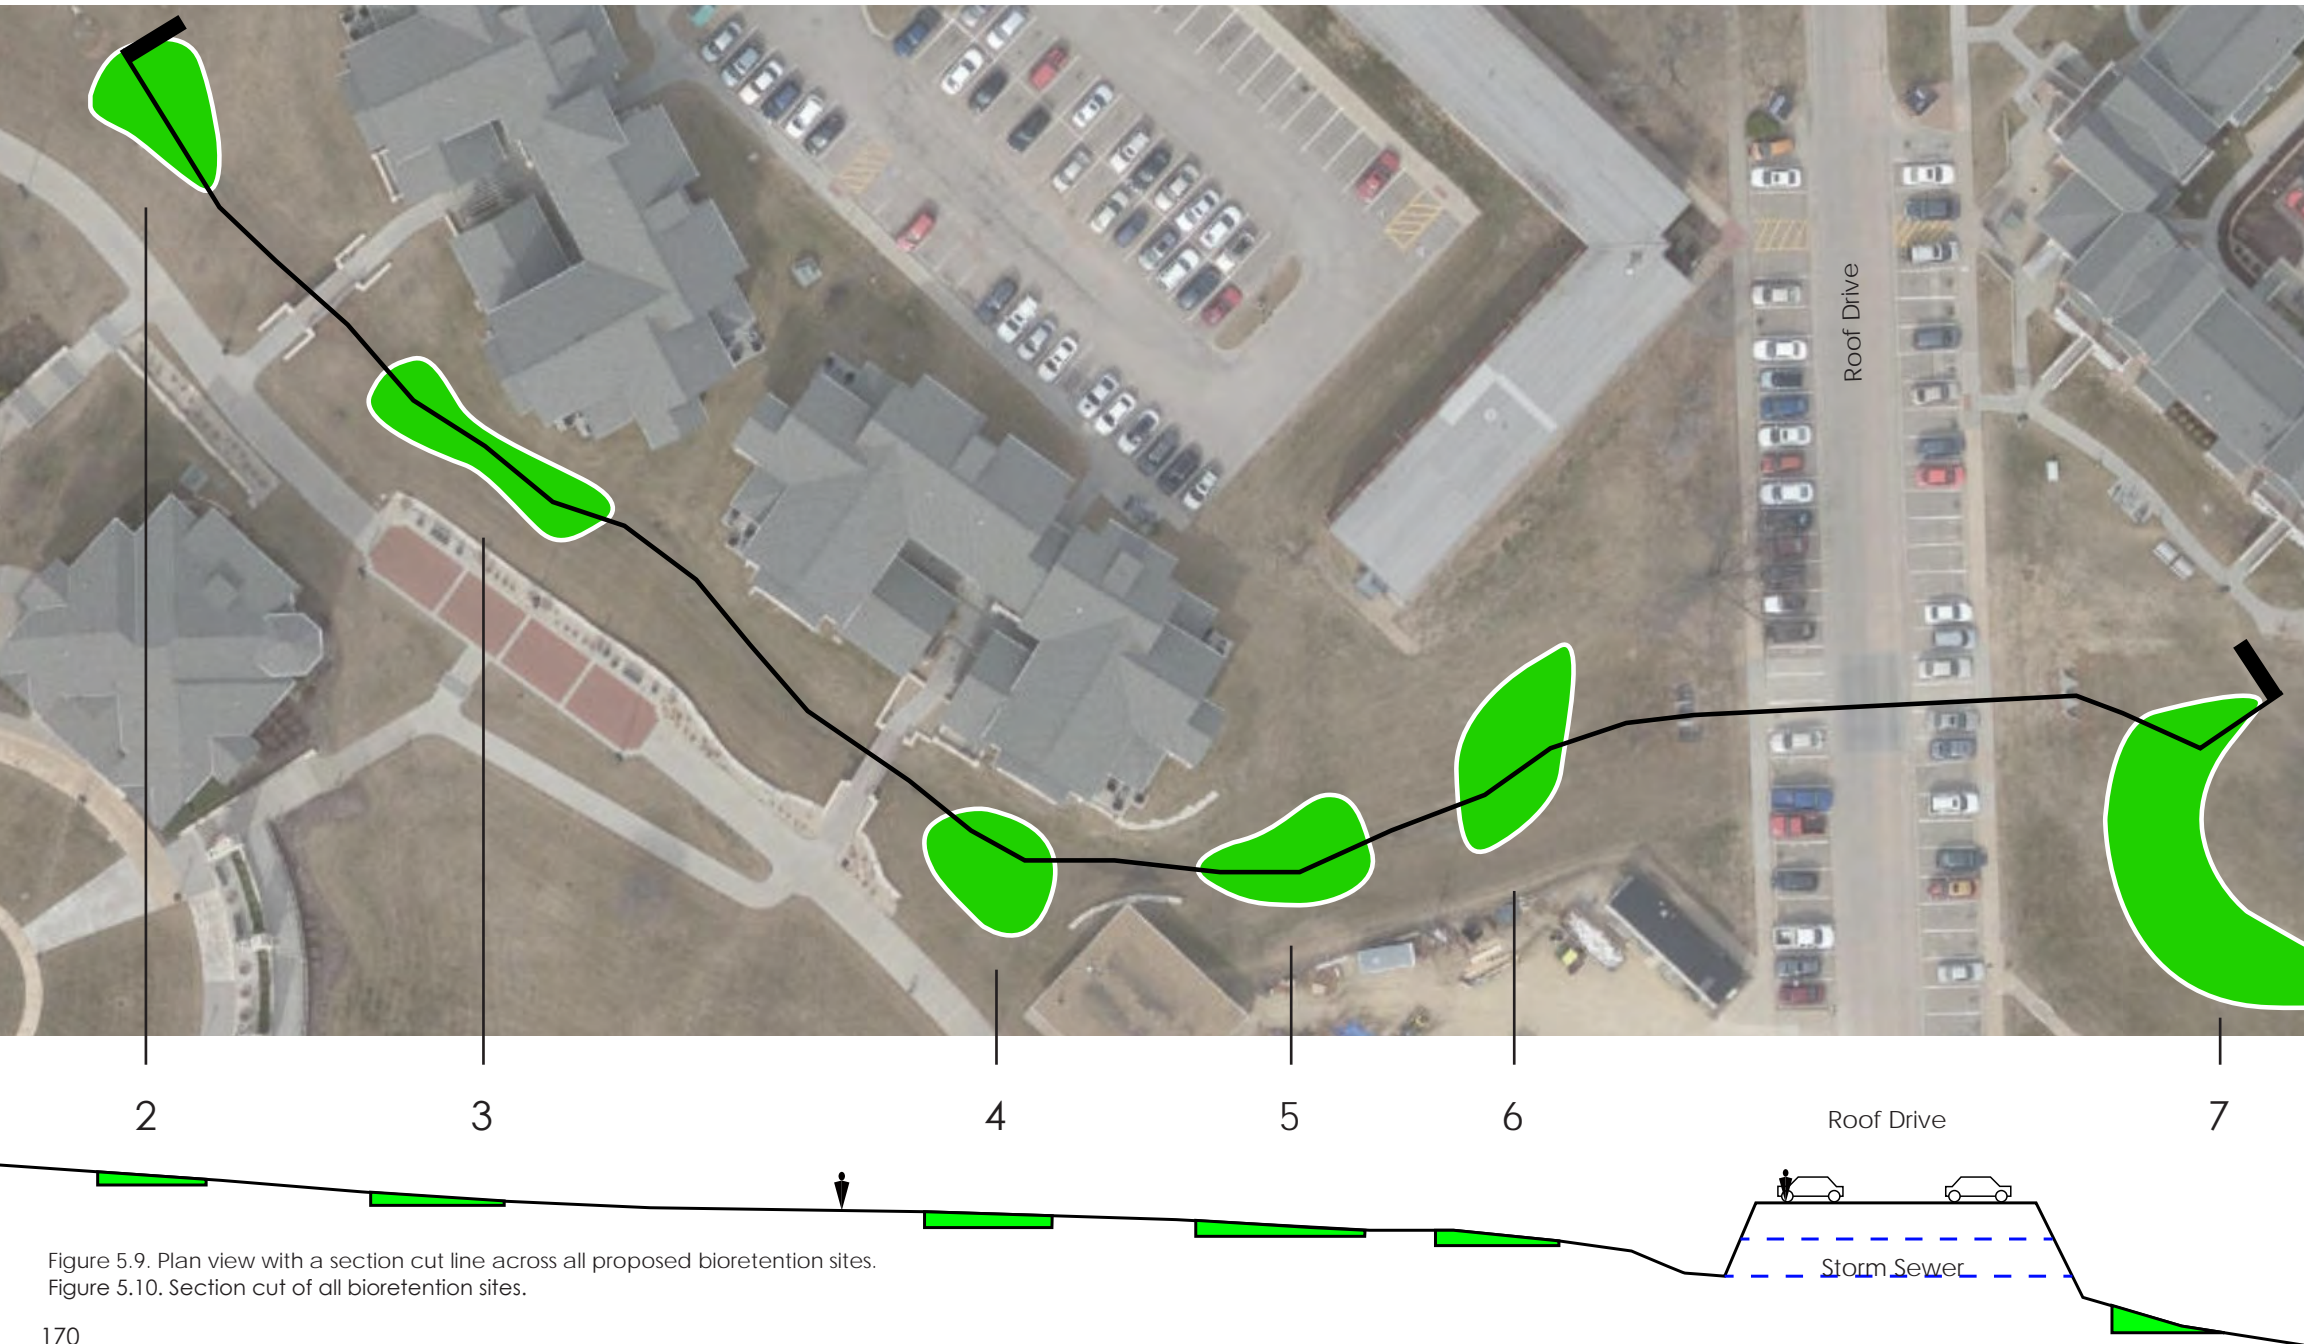 Roof Drive
2
3
4
5
6
Roof Drive
7
Storm Sewer
Figure 5.9. Plan view with a section cut line across all proposed bioretention sites.
Figure 5.10. Section cut of all bioretention sites.
170